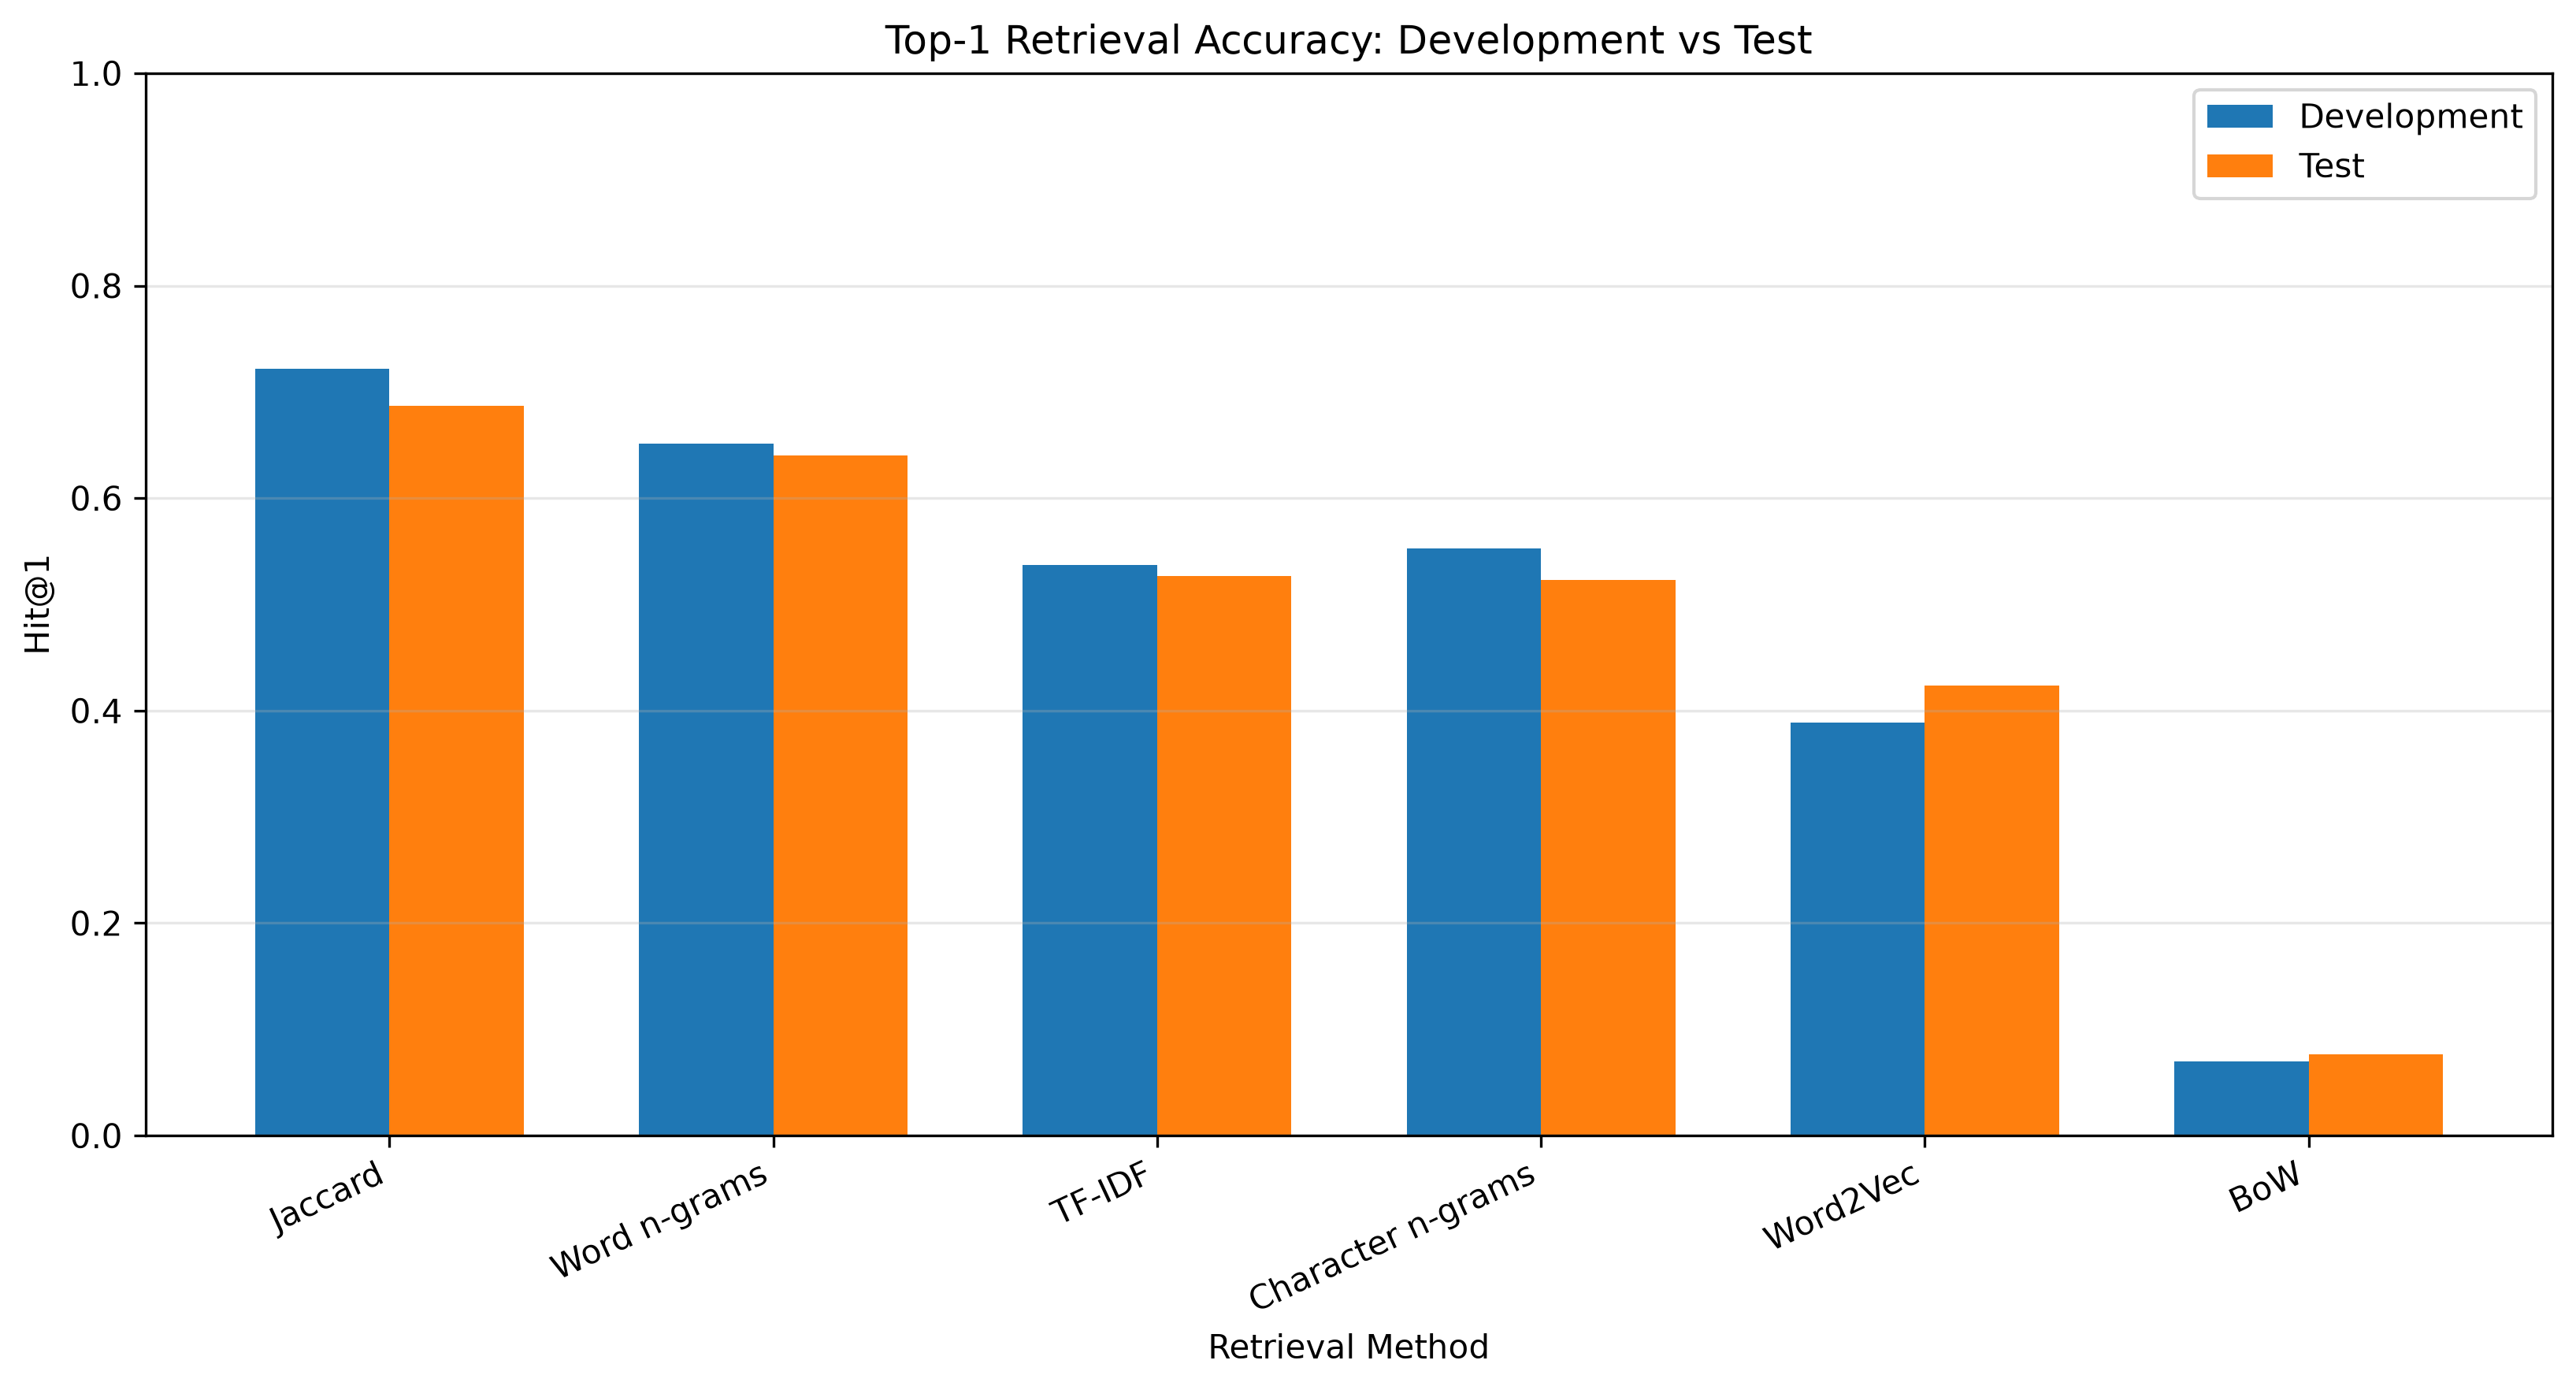 Top-1 Retrieval Accuracy: Development vs Test
Development
Test
1.0
0.8
0.6
0.4
0.2
0.0
Hit@1
Jaccard
Word n-grams
TF-IDF
Character n-grams
Word2Vec
BoW
Retrieval Method